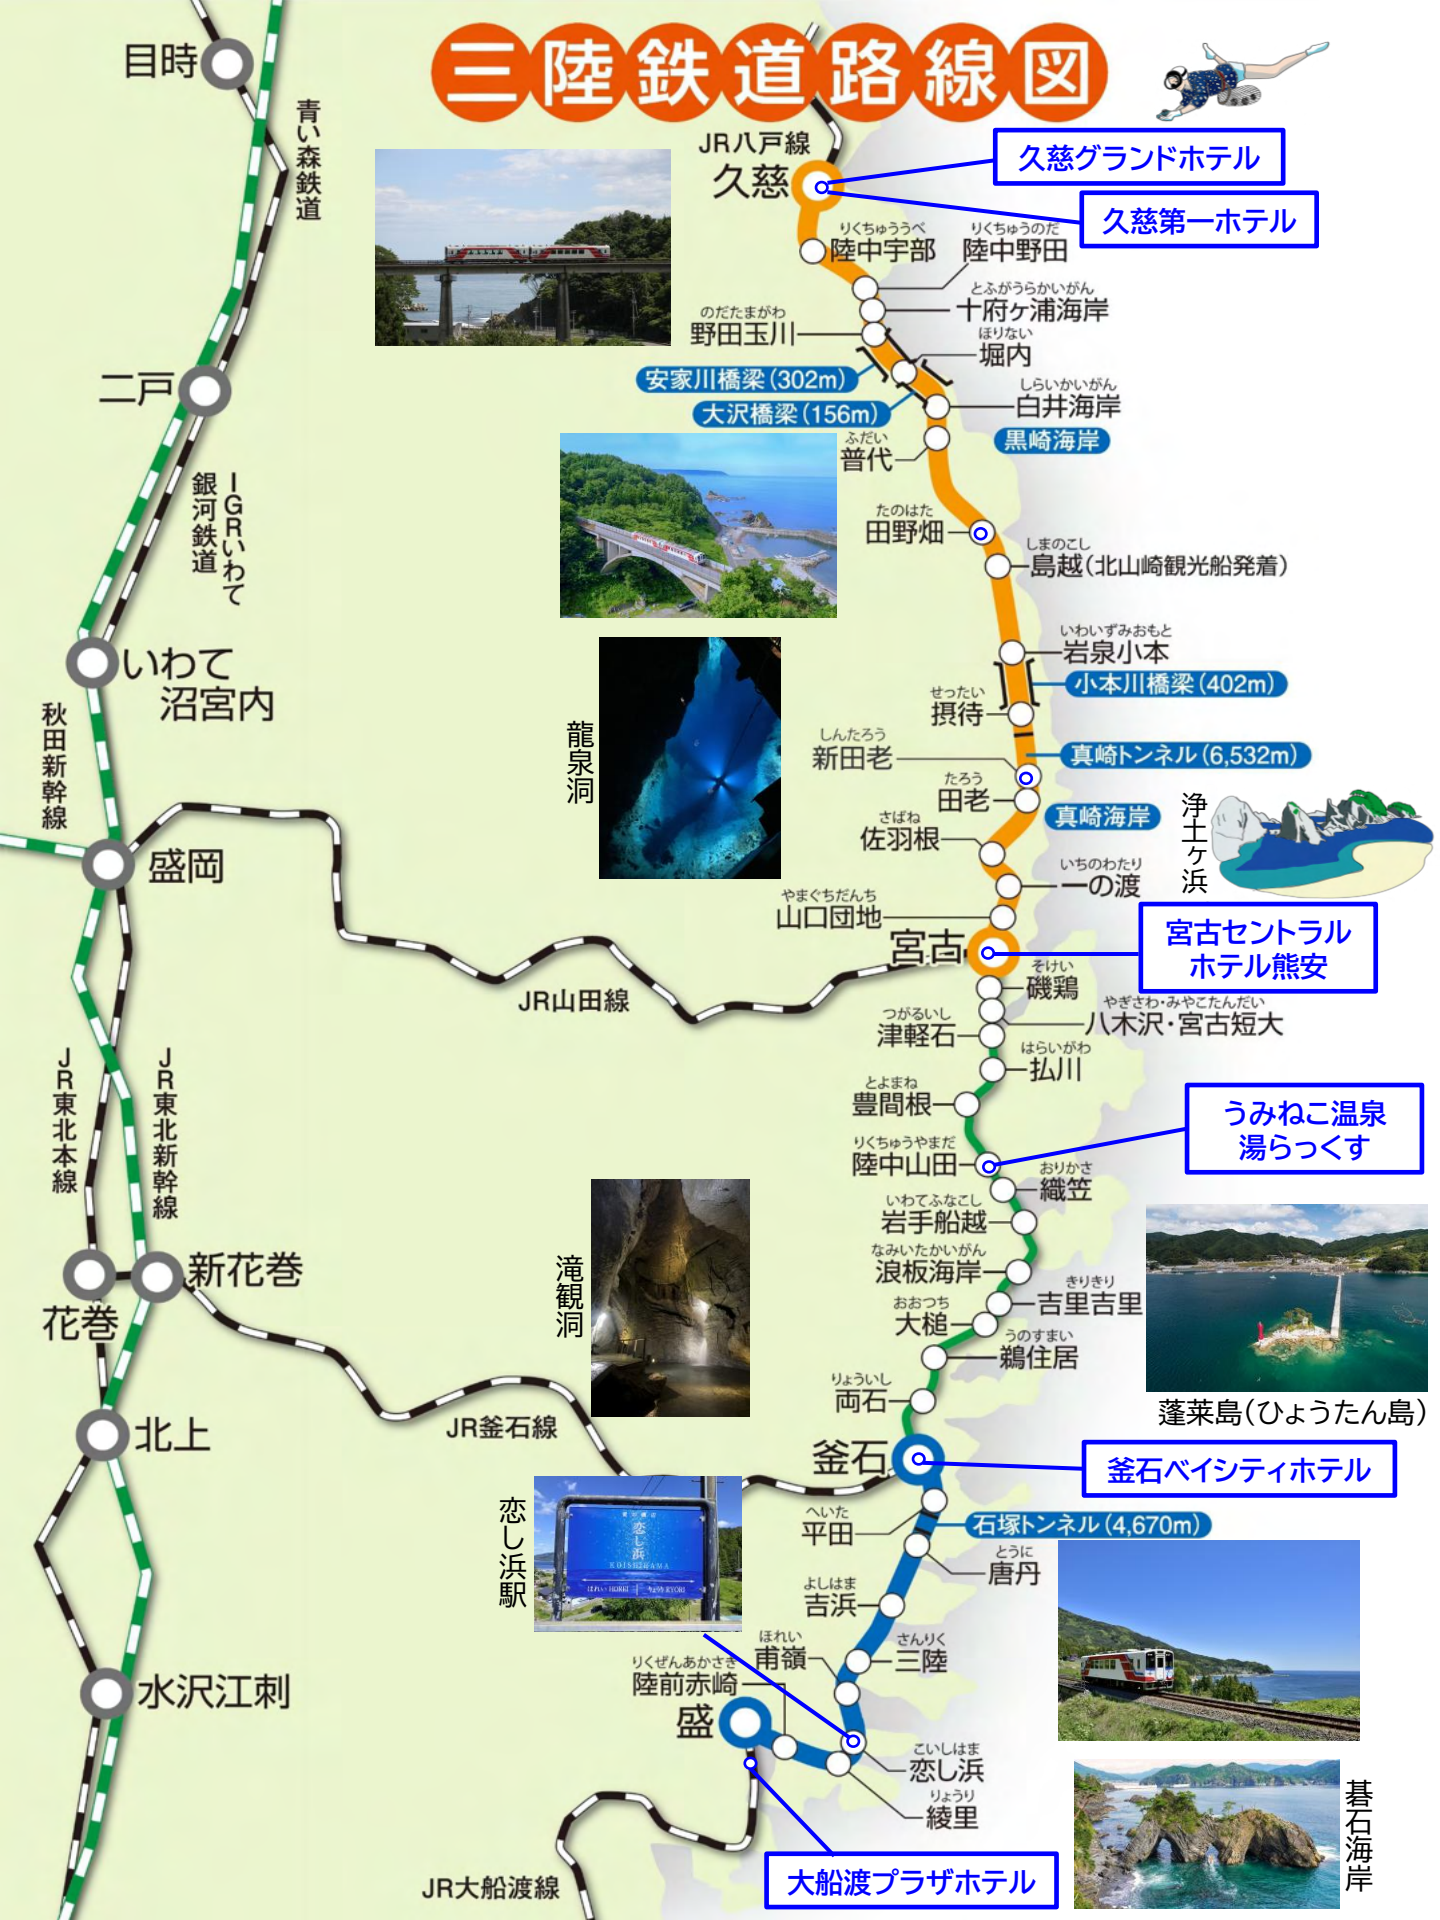 三陸鉄道路線図
目時
青い森鉄道
JR八戸線
久慈
久慈グランドホテル
久慈第一ホテル
りくちゅううべ
陸中宇部
りくちゅうのだ
陸中野田
とふがうらかいがん
十府ヶ浦海岸
のだたまがわ
野田玉川
ほりない
堀内
安家川橋梁(302m)
しらいかいがん
白井海岸
大沢橋梁(156m)
黒崎海岸
ふだい
普代
二戸
IGRいわて
銀河鉄道
たのはた
田野畑
しまのこし
島越(北山崎観光船発着)
いわて
沼宮内
いわいずみおもと
岩泉小本
小本川橋梁(402m)
せったい
摂待
龍泉洞
しんたろう
新田老
真崎トンネル(6,532m)
たろう
田老
真崎海岸
浄土ヶ浜
秋田新幹線
盛岡
さばね
佐羽根
いちのわたり
一の渡
やまぐちだんち
山口団地
宮古
宮古セントラル
ホテル熊安
JR山田線
そけい
磯鶏
やぎさわ・みやこたんだい
八木沢・宮古短大
つがるいし
津軽石
はらいがわ
払川
とよまね
豊間根
JR東北本線
JR東北新幹線
うみねこ温泉
湯らっくす
りくちゅうやまだ
陸中山田
おりかさ
織笠
いわてふなこし
岩手船越
なみいたかいがん
浪板海岸
きりきり
吉里吉里
おおつち
大槌
うのすまい
鵜住居
りょういし
両石
滝観洞
新花巻
花巻
蓬莱島(ひょうたん島)
北上
JR釜石線
釜石
釜石ベイシティホテル
へいた
平田
石塚トンネル(4,670m)
とうに
唐丹
恋し浜駅
恋し浜
KOISHIHAMA
ほれい HOREI
りょうり RYORI
よしはま
吉浜
さんりく
三陸
ほれい
甫嶺
りくぜんあかさき
陸前赤崎
盛
水沢江刺
こいしはま
恋し浜
りょうり
綾里
大船渡プラザホテル
JR大船渡線
碁石海岸